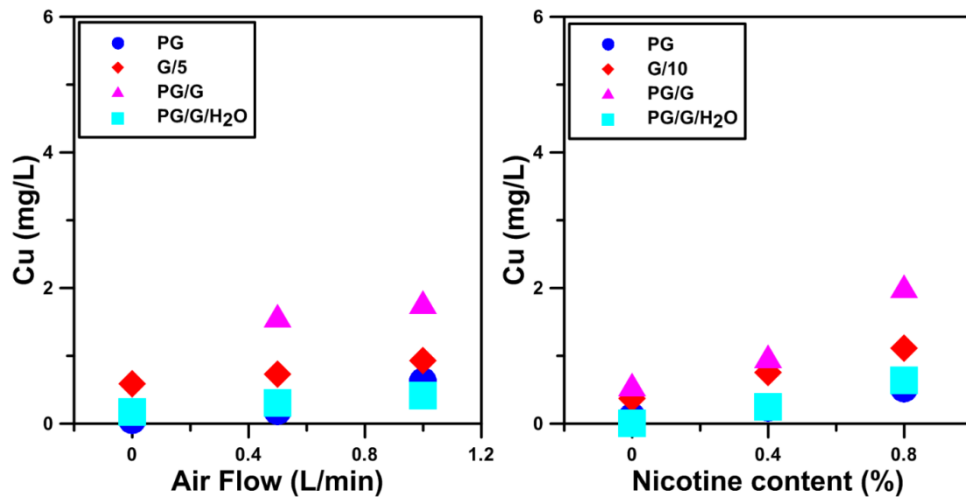 6
4
2
0
Cu (mg/L)
PG
G/5
PG/G
PG/G/H₂O
0 0.4 0.8 1.2
Air Flow (L/min)
6
4
2
0
Cu (mg/L)
PG
G/10
PG/G
PG/G/H₂O
0 0.4 0.8
Nicotine content (%)